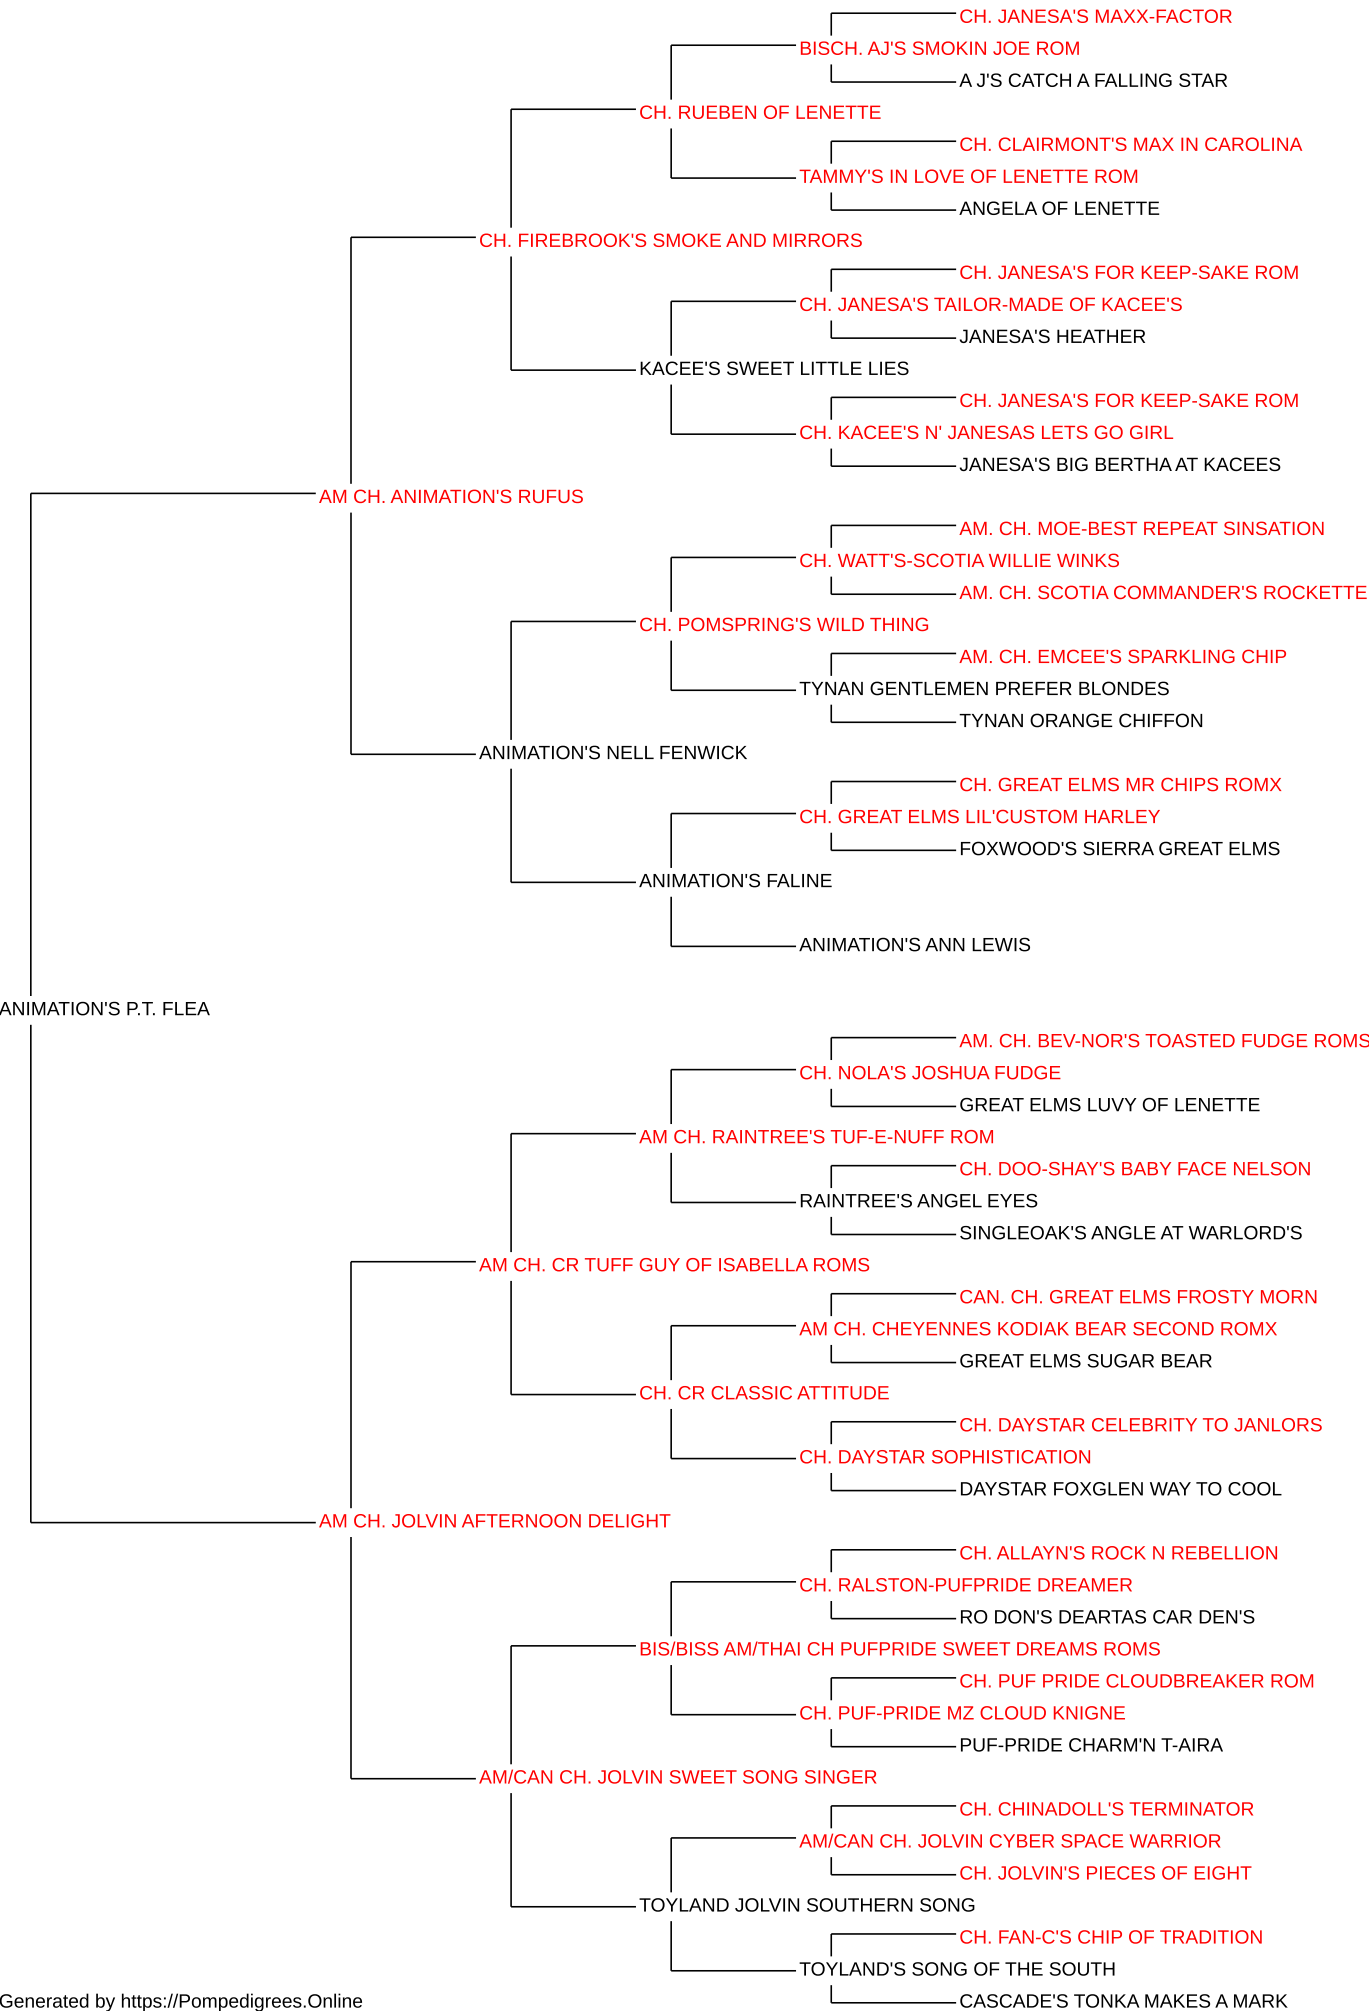 CH. JANESA'S MAXX-FACTOR
BISCH. AJ'S SMOKIN JOE ROM
A J'S CATCH A FALLING STAR
CH. RUEBEN OF LENETTE
CH. CLAIRMONT'S MAX IN CAROLINA
TAMMY'S IN LOVE OF LENETTE ROM
ANGELA OF LENETTE
CH. FIREBROOK'S SMOKE AND MIRRORS
CH. JANESA'S FOR KEEP-SAKE ROM
CH. JANESA'S TAILOR-MADE OF KACEE'S
JANESA'S HEATHER
KACEE'S SWEET LITTLE LIES
CH. JANESA'S FOR KEEP-SAKE ROM
CH. KACEE'S N' JANESAS LETS GO GIRL
JANESA'S BIG BERTHA AT KACEES
AM CH. ANIMATION'S RUFUS
AM. CH. MOE-BEST REPEAT SINSATION
CH. WATT'S-SCOTIA WILLIE WINKS
AM. CH. SCOTIA COMMANDER'S ROCKETTE
CH. POMSPRING'S WILD THING
AM. CH. EMCEE'S SPARKLING CHIP
TYNAN GENTLEMEN PREFER BLONDES
TYNAN ORANGE CHIFFON
ANIMATION'S NELL FENWICK
CH. GREAT ELMS MR CHIPS ROMX
CH. GREAT ELMS LIL'CUSTOM HARLEY
FOXWOOD'S SIERRA GREAT ELMS
ANIMATION'S FALINE
ANIMATION'S ANN LEWIS
ANIMATION'S P.T. FLEA
AM. CH. BEV-NOR'S TOASTED FUDGE ROMS
CH. NOLA'S JOSHUA FUDGE
GREAT ELMS LUVY OF LENETTE
AM CH. RAINTREE'S TUF-E-NUFF ROM
CH. DOO-SHAY'S BABY FACE NELSON
RAINTREE'S ANGEL EYES
SINGLEOAK'S ANGLE AT WARLORD'S
AM CH. CR TUFF GUY OF ISABELLA ROMS
CAN. CH. GREAT ELMS FROSTY MORN
AM CH. CHEYENNES KODIAK BEAR SECOND ROMX
GREAT ELMS SUGAR BEAR
CH. CR CLASSIC ATTITUDE
CH. DAYSTAR CELEBRITY TO JANLORS
CH. DAYSTAR SOPHISTICATION
DAYSTAR FOXGLEN WAY TO COOL
AM CH. JOLVIN AFTERNOON DELIGHT
CH. ALLAYN'S ROCK N REBELLION
CH. RALSTON-PUFPRIDE DREAMER
RO DON'S DEARTAS CAR DEN'S
BIS/BISS AM/THAI CH PUFPRIDE SWEET DREAMS ROMS
CH. PUF PRIDE CLOUDBREAKER ROM
CH. PUF-PRIDE MZ CLOUD KNIGNE
PUF-PRIDE CHARM'N T-AIRA
AM/CAN CH. JOLVIN SWEET SONG SINGER
CH. CHINADOLL'S TERMINATOR
AM/CAN CH. JOLVIN CYBER SPACE WARRIOR
CH. JOLVIN'S PIECES OF EIGHT
TOYLAND JOLVIN SOUTHERN SONG
CH. FAN-C'S CHIP OF TRADITION
TOYLAND'S SONG OF THE SOUTH
CASCADE'S TONKA MAKES A MARK
Generated by https://Pompedigrees.Online